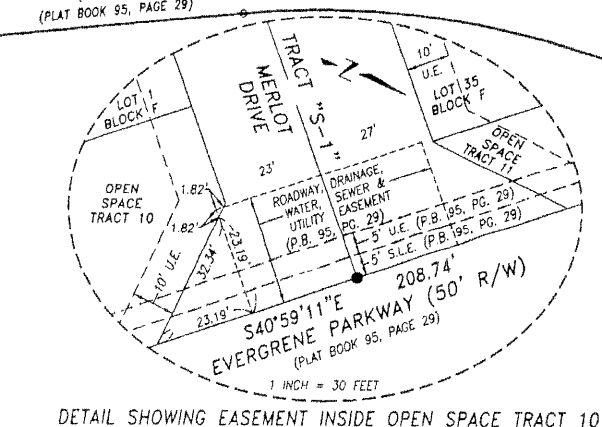 (PLAT BOOK 95, PAGE 29)
TRACT "S-1"
MERLOT
DRIVE
10'
U.E.
LOT 35
BLOCK F
LOT 1
BLOCK F
OPEN
SPACE
TRACT 11
27'
23'
OPEN
SPACE
TRACT 10
1.82'
1.82'
ROADWAY, DRAINAGE,
WATER, SEWER &
UTILITY EASEMENT
(P.B. 95, PG. 29)
23.19'
32.34'
10' U.E.
5' U.E. (P.B. 95, PG. 29)
5' S.L.E. (P.B. 95, PG. 29)
23.19'
208.74'
S40°59'11"E
EVERGRENE PARKWAY (50' R/W)
(PLAT BOOK 95, PAGE 29)
1 INCH = 30 FEET
DETAIL SHOWING EASEMENT INSIDE OPEN SPACE TRACT 10